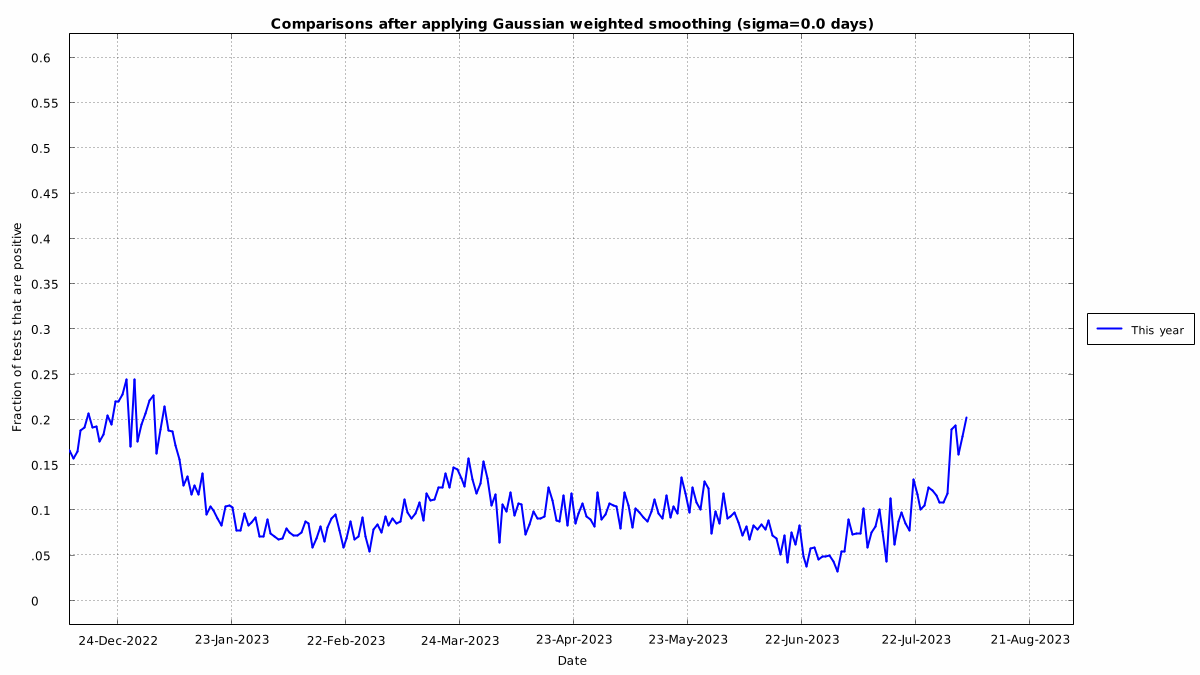 Comparisons after applying Gaussian weighted smoothing (sigma=0.0 days)
0.6
0.55
0.5
0.45
0.4
0.35
0.3
0.25
0.2
0.15
0.1
.05
0
Fraction of tests that are positive
This year
24-Dec-2022 23-Jan-2023 22-Feb-2023 24-Mar-2023 23-Apr-2023 23-May-2023 22-Jun-2023 22-Jul-2023 21-Aug-2023
Date